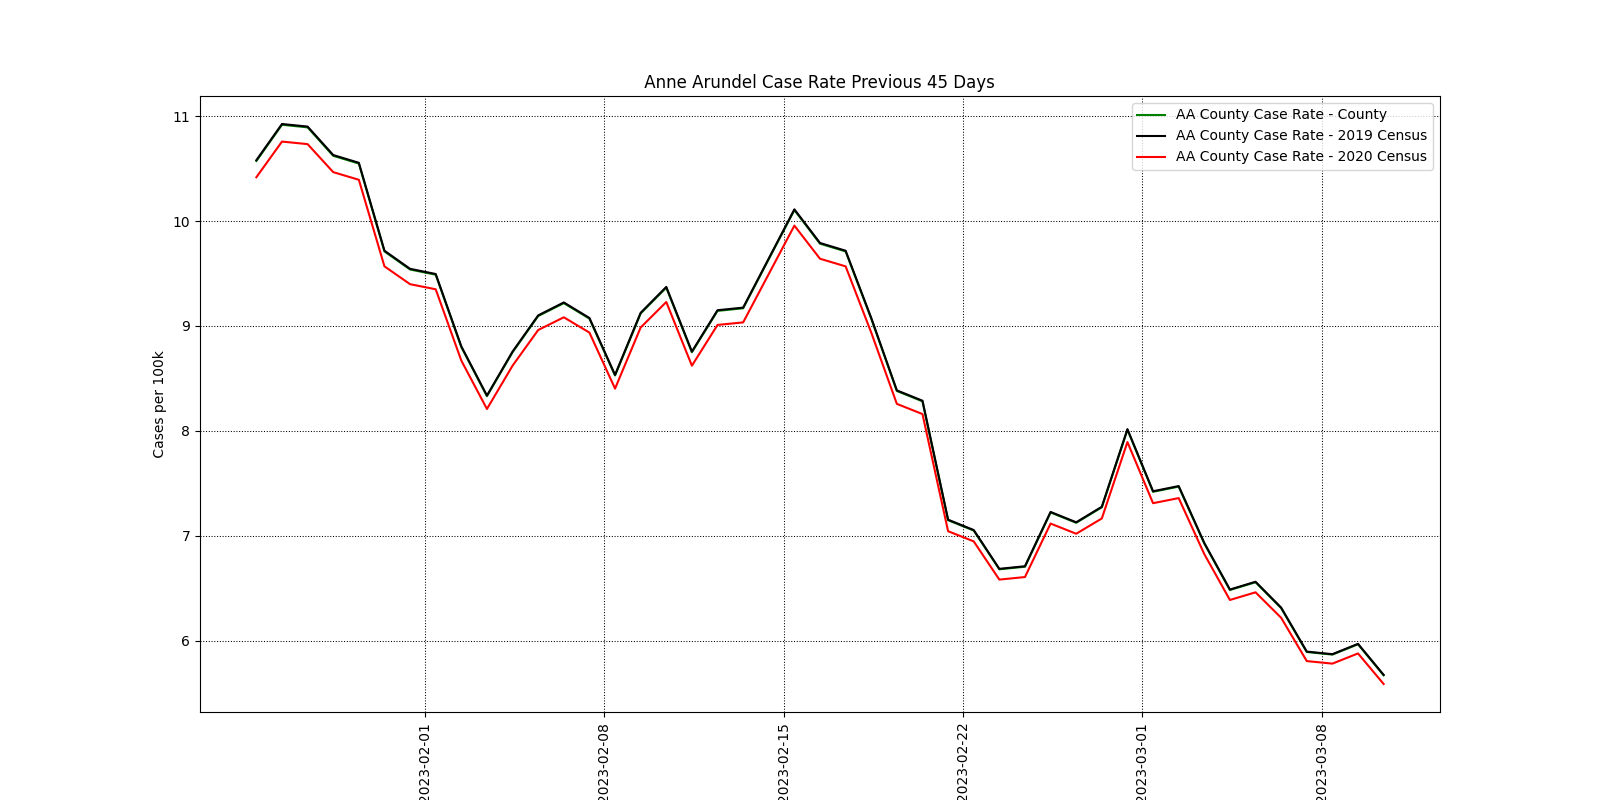 Anne Arundel Case Rate Previous 45 Days
AA County Case Rate - County
AA County Case Rate - 2019 Census
AA County Case Rate - 2020 Census
Cases per 100k
11
10
9
8
7
6
2023-02-01
2023-02-08
2023-02-15
2023-02-22
2023-03-01
2023-03-08